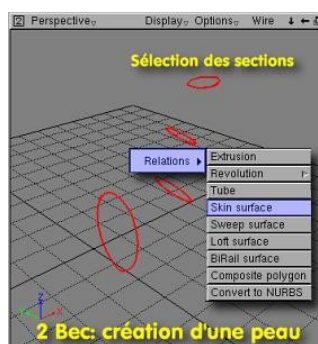 2 Perspective Display Options Wire
Sélection des sections
Relations
Extrusion
Revolution
Tube
Skin surface
Sweep surface
Loft surface
BiRail surface
Composite polygon
Convert to NURBS
Z
X
2 Bec: création d'une peau